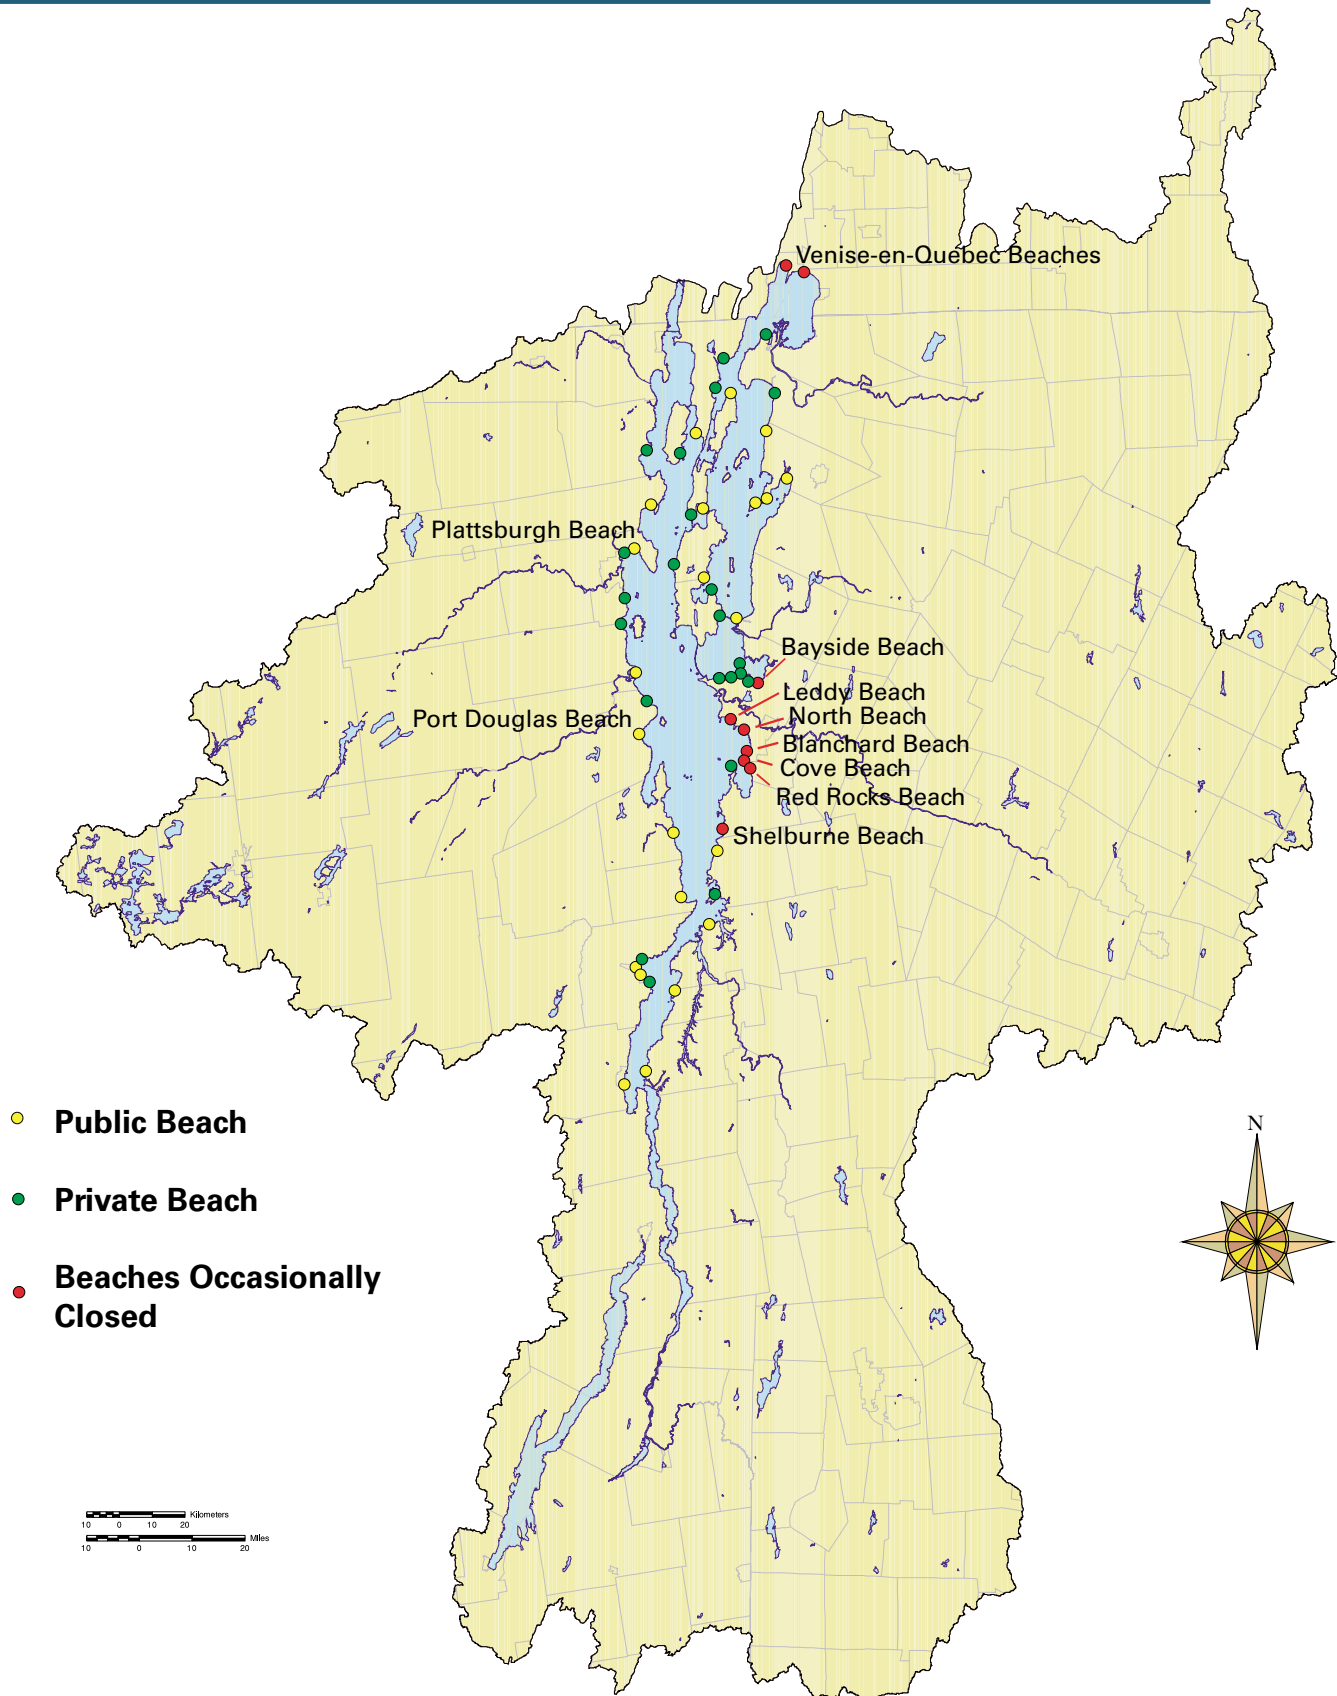 Venise-en-Quebec Beaches
Plattsburgh Beach
Bayside Beach
Leddy Beach
North Beach
Port Douglas Beach
Blanchard Beach
Cove Beach
Red Rocks Beach
Shelburne Beach
Public Beach
N
Private Beach
Beaches Occasionally
Closed
Kilometers
10 0 10 20
Miles
10 0 10 20